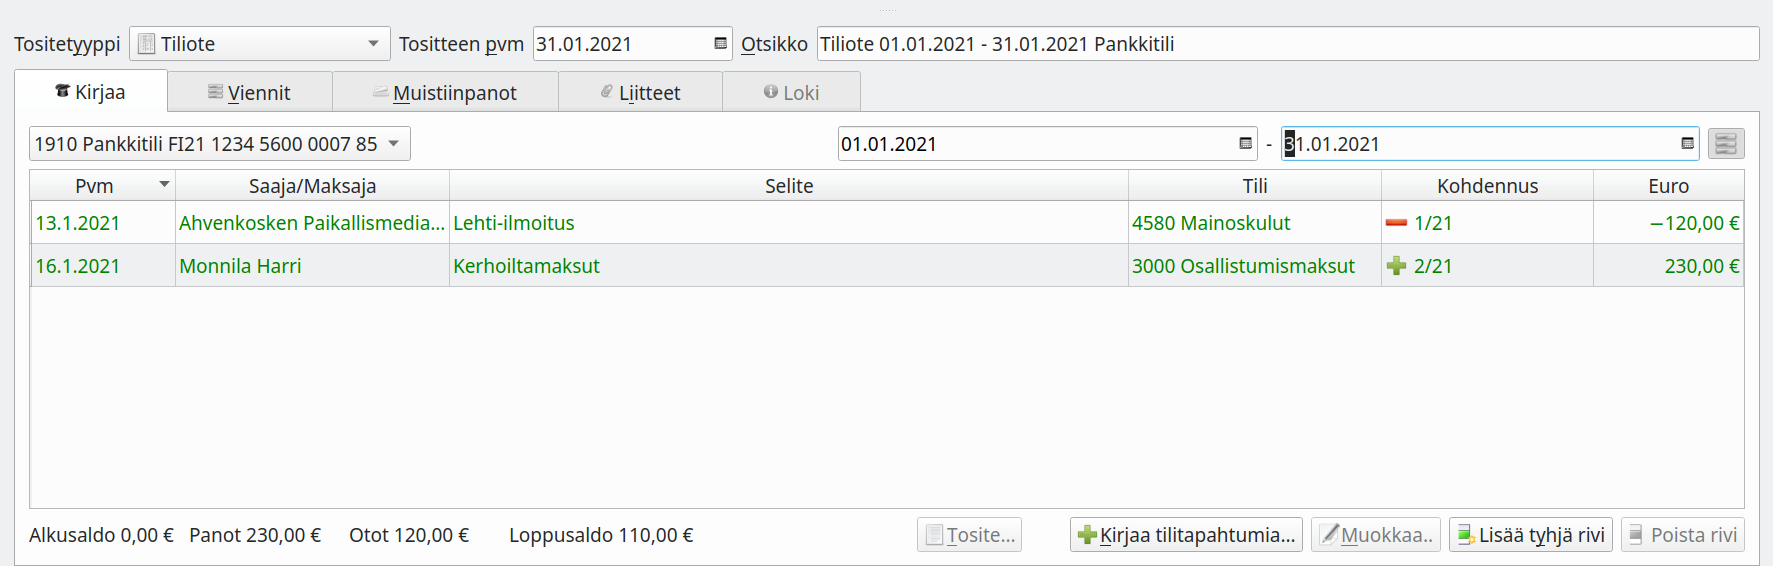 Tositetyyppi Tiliote Tositteen pvm 31.01.2021 Otsikko Tiliote 01.01.2021 - 31.01.2021 Pankkitili
Kirjaa Viennit Muistiinpanot Liitteet Loki
1910 Pankkitili FI21 1234 5600 0007 85 01.01.2021 - 31.01.2021
Pvm Saaja/Maksaja Selite Tili Kohdennus Euro
13.1.2021 Ahvenkosken Paikallismedia... Lehti-ilmoitus 4580 Mainoskulut 1/21 −120,00 €
16.1.2021 Monnila Harri Kerhoiltamaksut 3000 Osallistumismaksut 2/21 230,00 €
Alkusaldo 0,00 € Panot 230,00 € Otot 120,00 € Loppusaldo 110,00 € Tosite... Kirjaa tilitapahtumia... Muokkaa.. Lisää tyhjä rivi Poista rivi